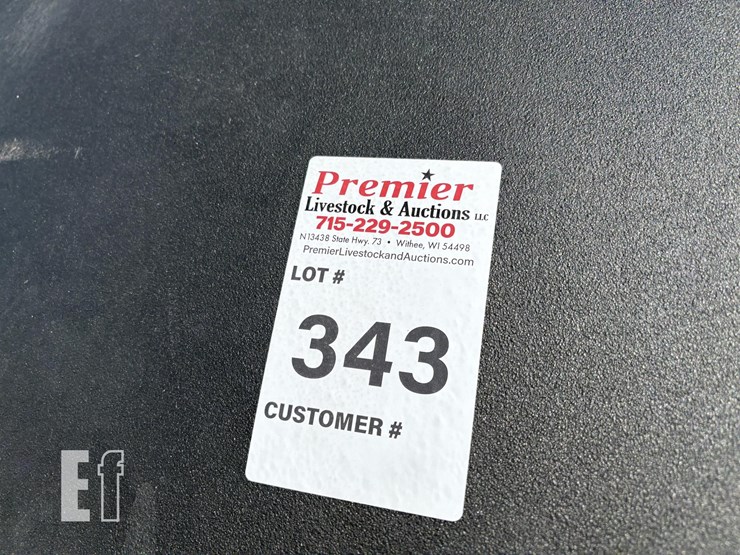 Premier
Livestock & Auctions LLC
715-229-2500
N13438 State Hwy. 73 • Withee, WI 54498
PremierLivestockandAuctions.com
LOT #
343
CUSTOMER #
Ef